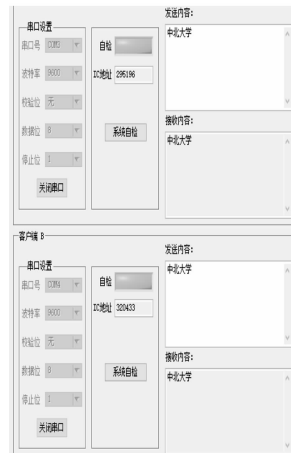 发送内容:
串口设置
中北大学
串口号 COM3
自检
波特率 9600
IC地址 295196
校验位 无
接收内容:
数据位 8
系统自检
中北大学
停止位 1
关闭串口
客户端 B
发送内容:
串口设置
中北大学
串口号 COM4
自检
IC地址 320433
波特率 9600
校验位 无
接收内容:
数据位 8
系统自检
中北大学
停止位 1
关闭串口